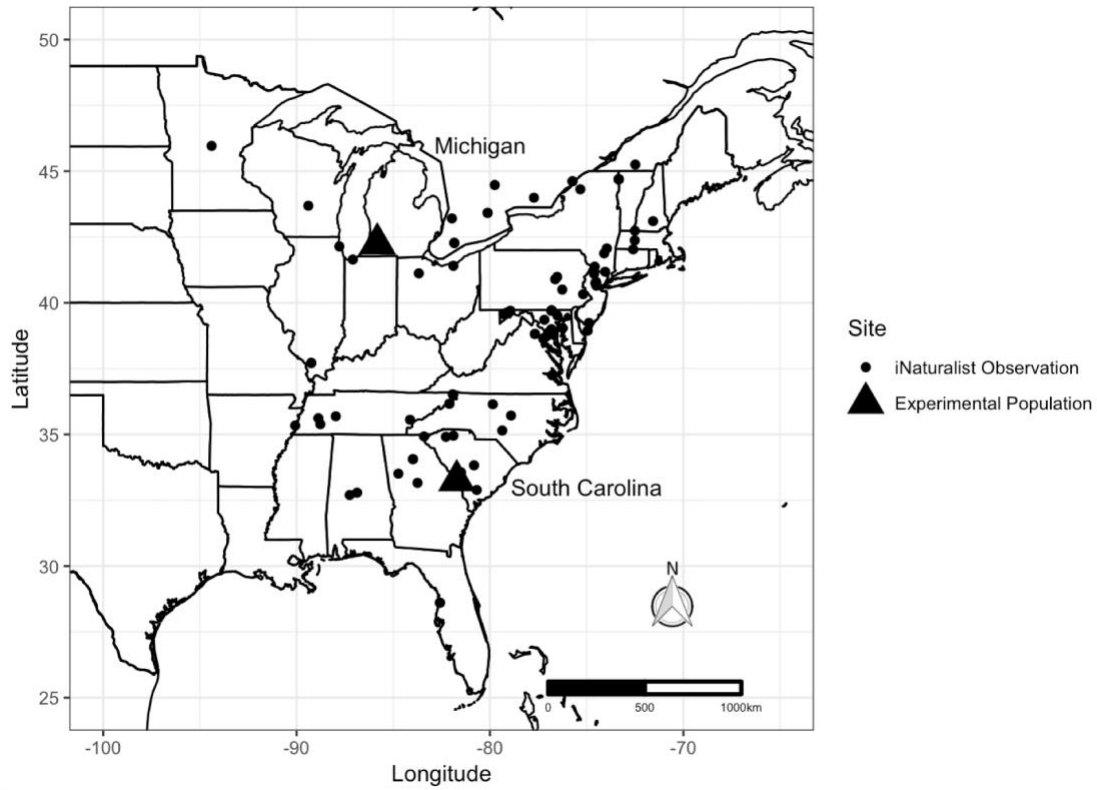 50
45
40
35
30
25
Latitude
Michigan
South Carolina
N
0 500 1000km
-100 -90 -80 -70
Longitude
Site
iNaturalist Observation
Experimental Population